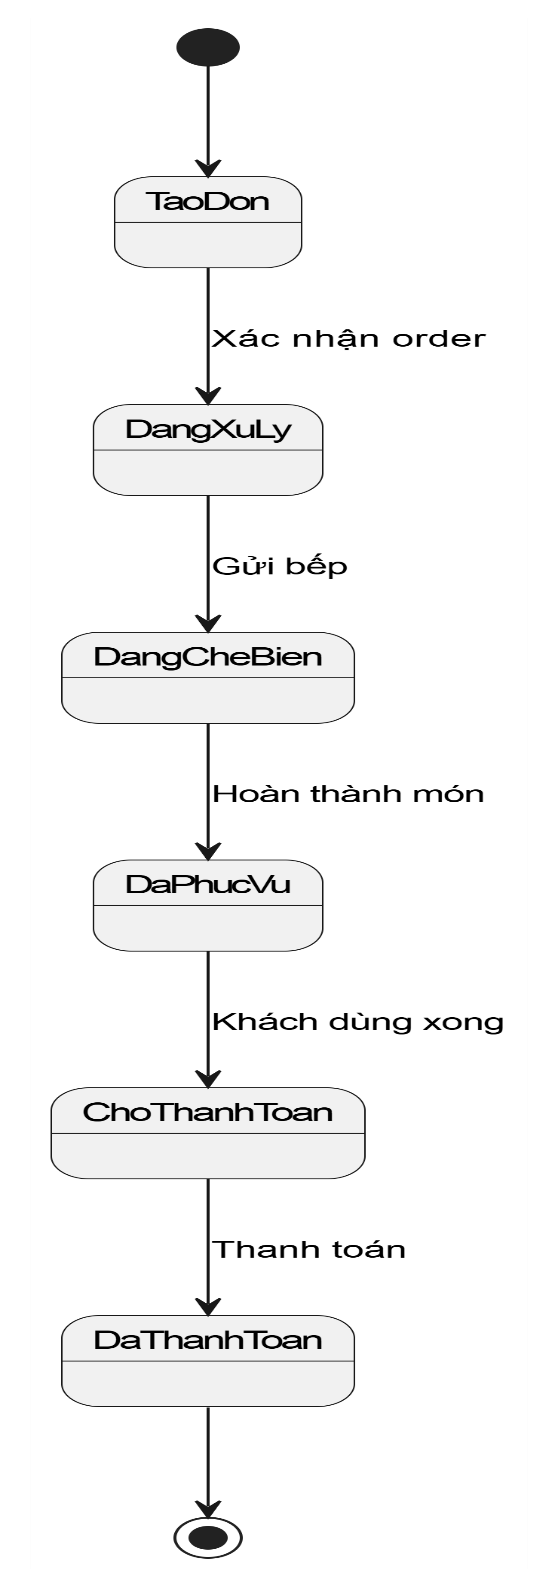 TaoDon
Xác nhận order
DangXuLy
Gửi bếp
DangCheBien
Hoàn thành món
DaPhucVu
Khách dùng xong
ChoThanhToan
Thanh toán
DaThanhToan